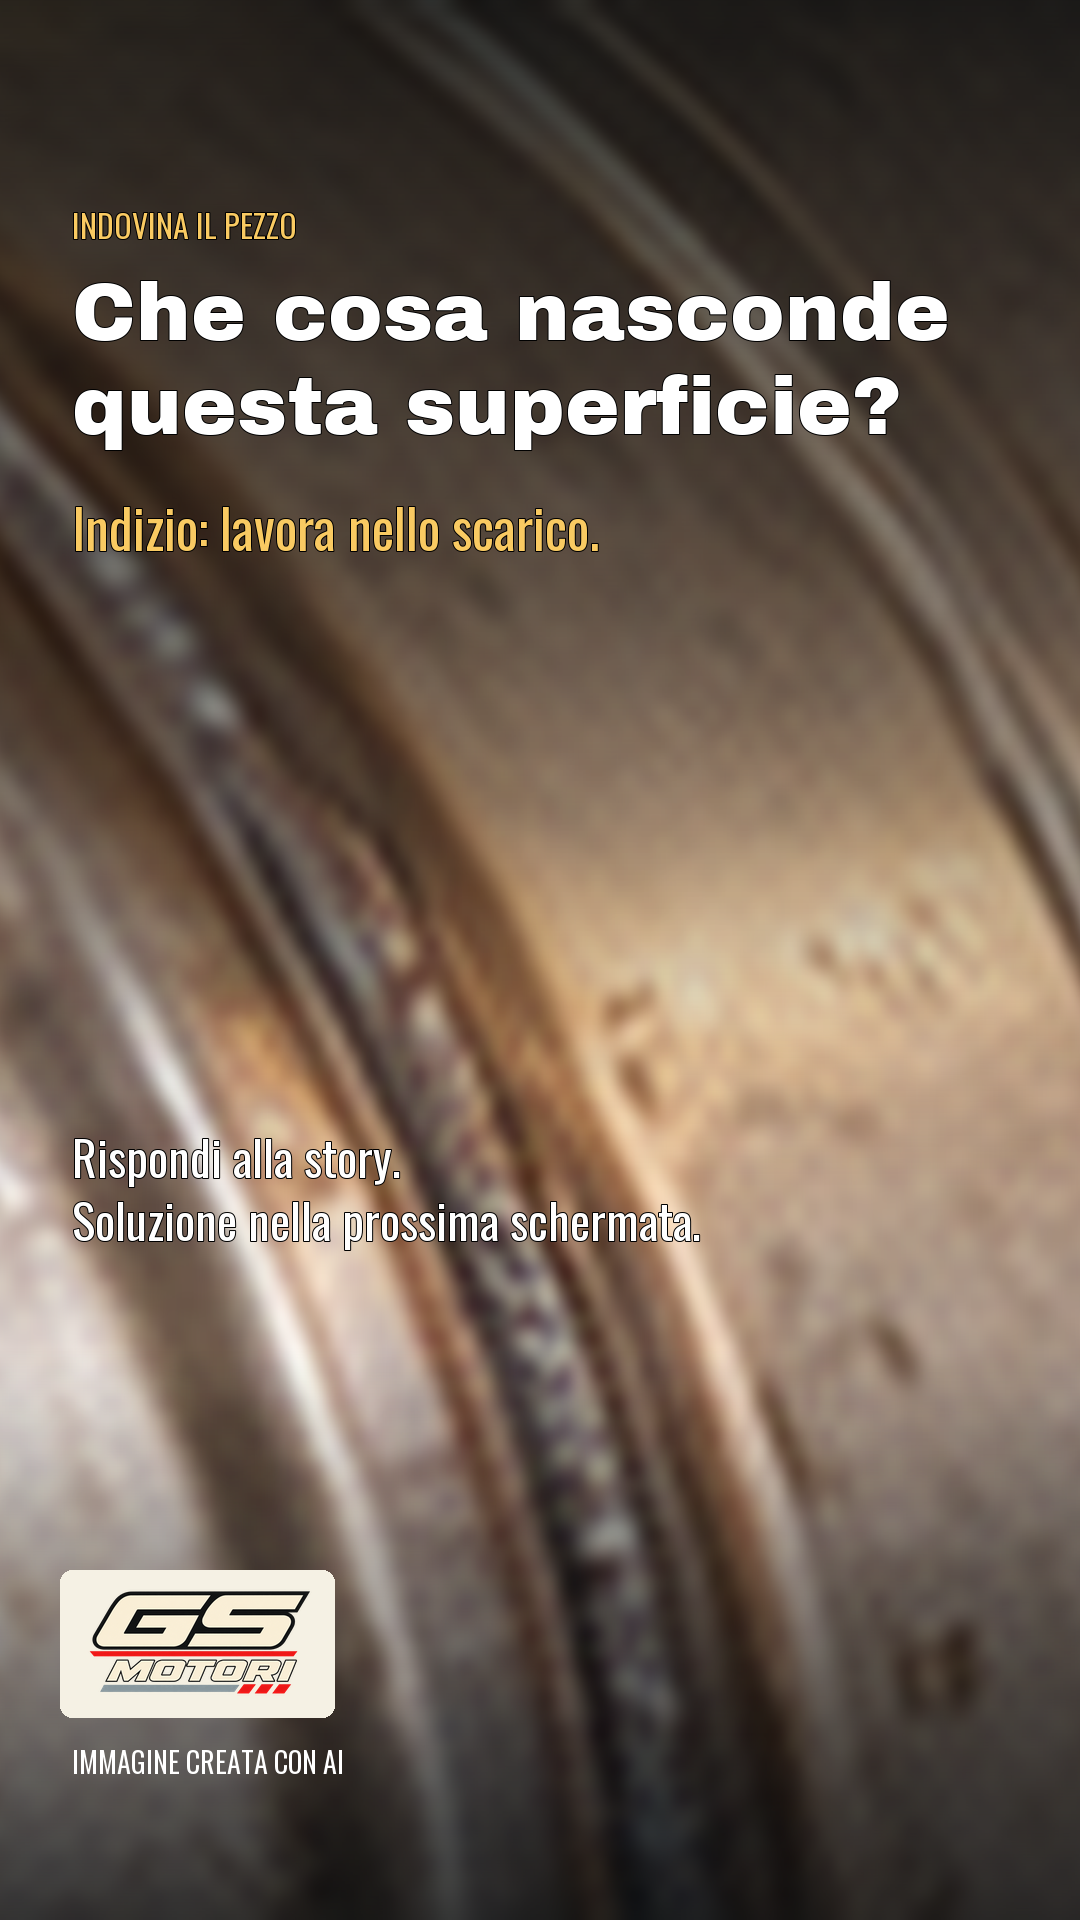 INDOVINA IL PEZZO
Che cosa nasconde
questa superficie?
Indizio: lavora nello scarico.
Rispondi alla story.
Soluzione nella prossima schermata.
GS
MOTORI
IMMAGINE CREATA CON AI